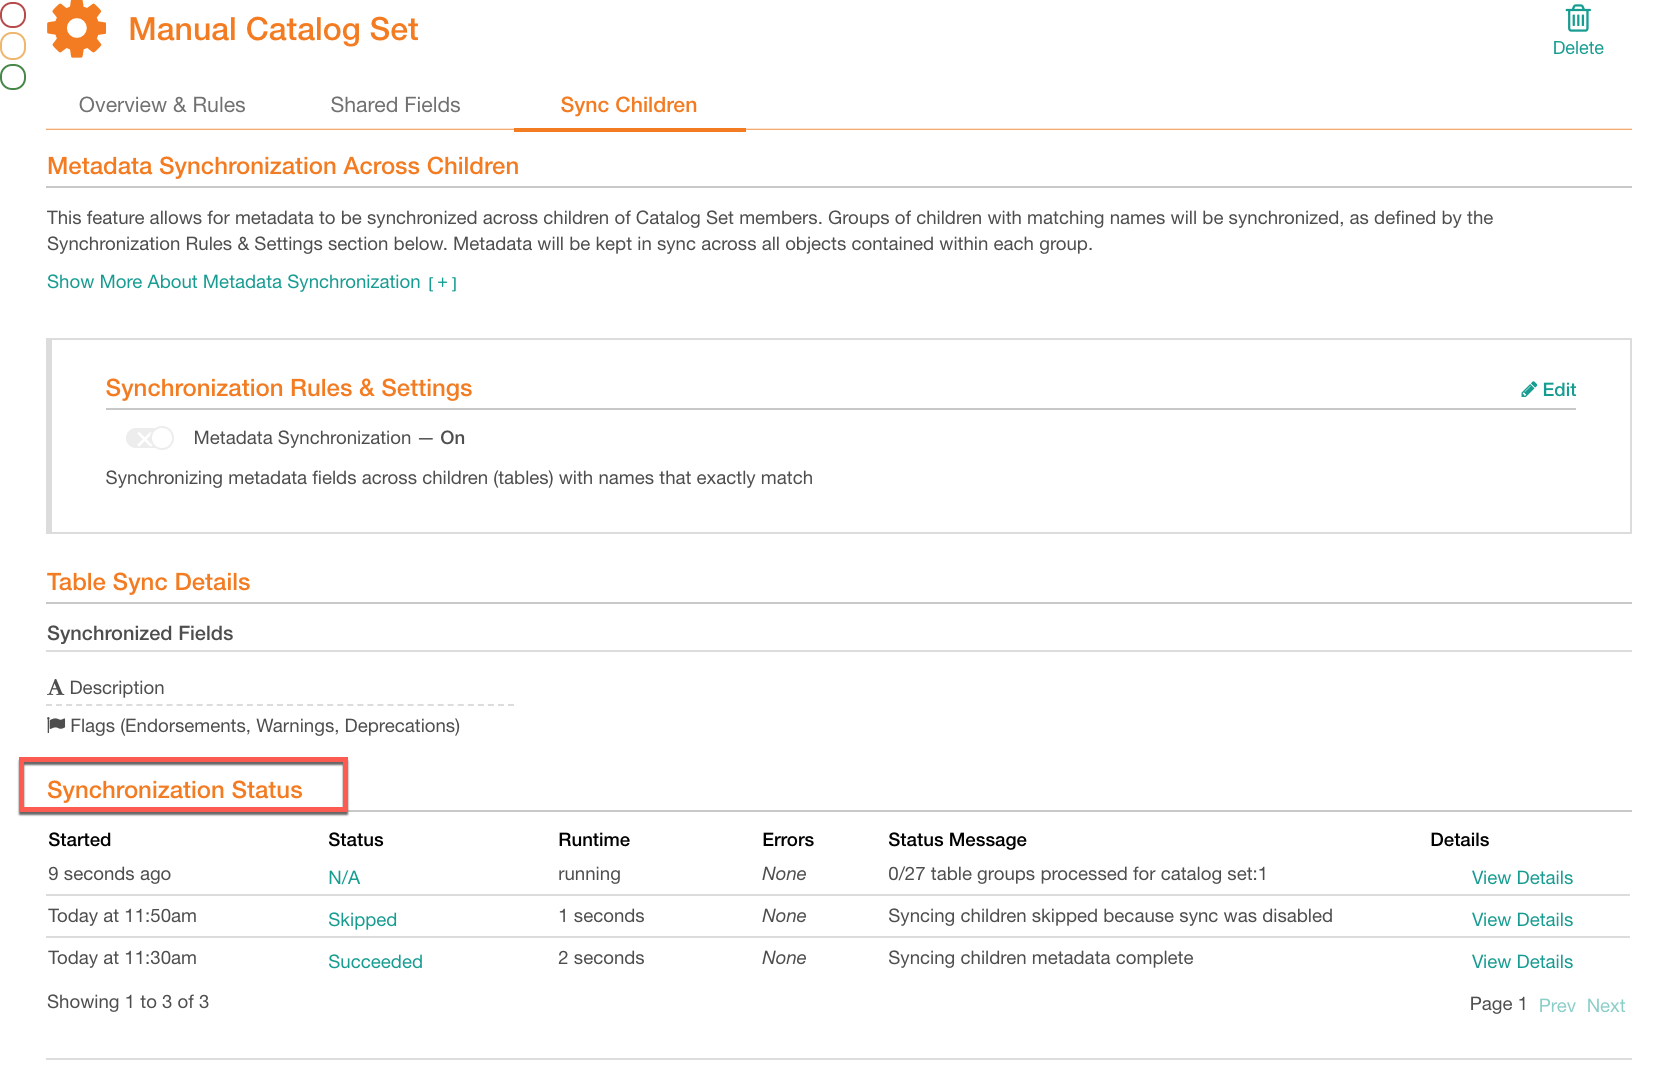 Manual Catalog Set
Delete
Overview & Rules Shared Fields Sync Children
Metadata Synchronization Across Children
This feature allows for metadata to be synchronized across children of Catalog Set members. Groups of children with matching names will be synchronized, as defined by the
Synchronization Rules & Settings section below. Metadata will be kept in sync across all objects contained within each group.
Show More About Metadata Synchronization [ + ]
Synchronization Rules & Settings Edit
Metadata Synchronization — On
Synchronizing metadata fields across children (tables) with names that exactly match
Table Sync Details
Synchronized Fields
A Description
Flags (Endorsements, Warnings, Deprecations)
Synchronization Status
Started Status Runtime Errors Status Message Details
9 seconds ago N/A running None 0/27 table groups processed for catalog set:1 View Details
Today at 11:50am Skipped 1 seconds None Syncing children skipped because sync was disabled View Details
Today at 11:30am Succeeded 2 seconds None Syncing children metadata complete View Details
Showing 1 to 3 of 3 Page 1 Prev Next